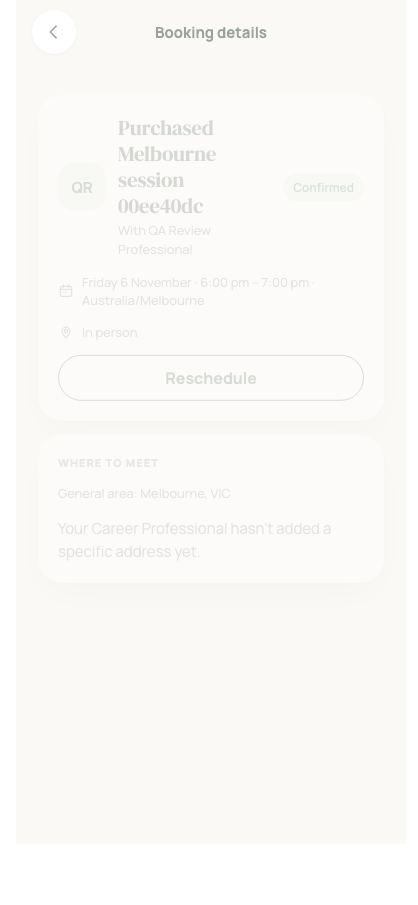 Booking details
Purchased
Melbourne
session
00ee40dc
QR
Confirmed
With QA Review
Professional
Friday 6 November · 6:00 pm – 7:00 pm ·
Australia/Melbourne
In person
Reschedule
WHERE TO MEET
General area: Melbourne, VIC
Your Career Professional hasn't added a
specific address yet.